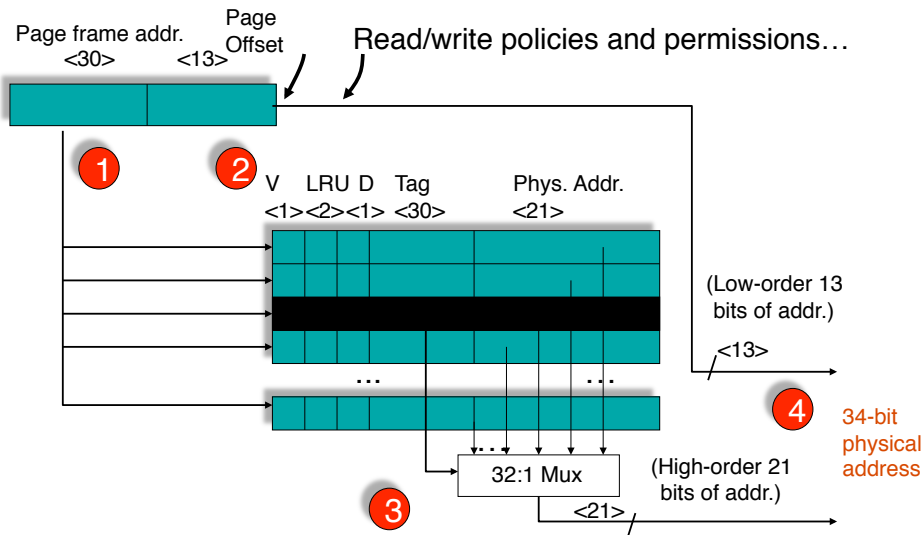 Page frame addr.
<30>
<13>
Page
Offset
Read/write policies and permissions…
1
2
V LRU D Tag Phys. Addr.
<1> <2> <1> <30> <21>
(Low-order 13
bits of addr.)
<13>
…
…
4
34-bit
physical
address
…
32:1 Mux
(High-order 21
bits of addr.)
3
<21>